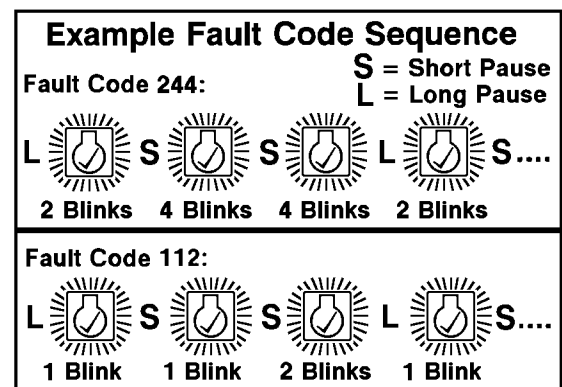 Example Fault Code Sequence
S = Short Pause
Fault Code 244:
L = Long Pause
L S S L S....
2 Blinks 4 Blinks 4 Blinks 2 Blinks
Fault Code 112:
L S S L S....
1 Blink 1 Blink 2 Blinks 1 Blink